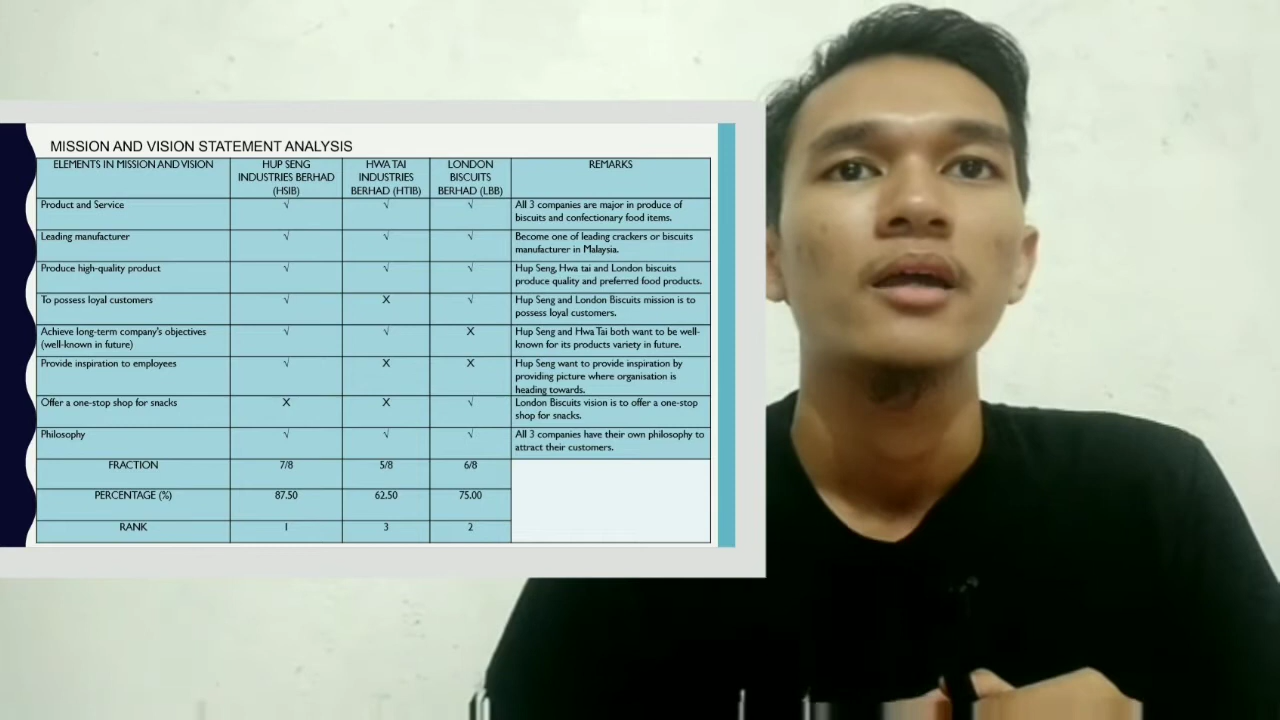 MISSION AND VISION STATEMENT ANALYSIS
ELEMENTS IN MISSION AND VISION
HUP SENG
INDUSTRIES BERHAD
(HSIB)
HWA TAI
INDUSTRIES
BERHAD (HTIB)
LONDON
BISCUITS
BERHAD (LBB)
REMARKS
Product and Service
√
√
√
All 3 companies are major in produce of
biscuits and confectionary food items.
Leading manufacturer
√
√
√
Become one of leading crackers or biscuits
manufacturer in Malaysia.
Produce high-quality product
√
√
√
Hup Seng, Hwa tai and London biscuits
produce quality and preferred food products.
To possess loyal customers
√
X
√
Hup Seng and London Biscuits mission is to
possess loyal customers.
Achieve long-term company's objectives
(well-known in future)
√
√
X
Hup Seng and Hwa Tai both want to be well-
known for its products variety in future.
Provide inspiration to employees
√
X
X
Hup Seng want to provide inspiration by
providing picture where organisation is
heading towards.
Offer a one-stop shop for snacks
X
X
√
London Biscuits vision is to offer a one-stop
shop for snacks.
Philosophy
√
√
√
All 3 companies have their own philosophy to
attract their customers.
FRACTION
7/8
5/8
6/8
PERCENTAGE (%)
87.50
62.50
75.00
RANK
1
3
2